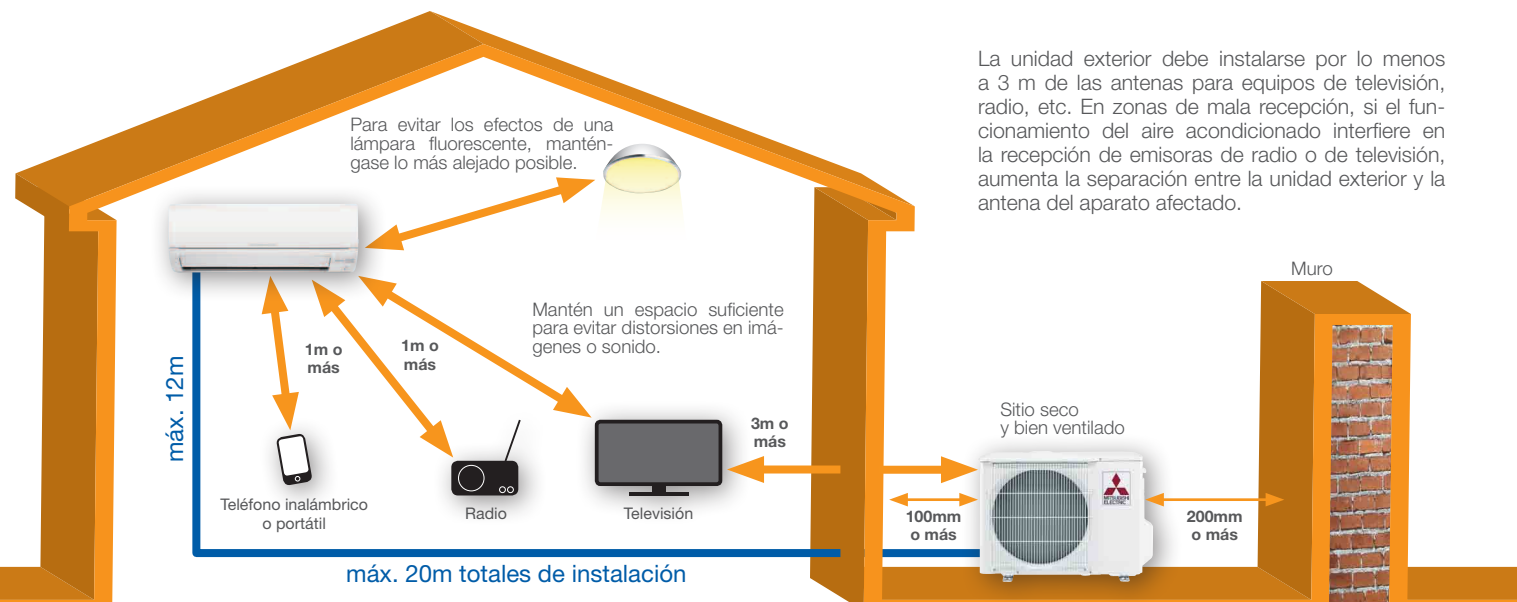 La unidad exterior debe instalarse por lo menos
a 3 m de las antenas para equipos de televisión,
radio, etc. En zonas de mala recepción, si el fun-
cionamiento del aire acondicionado interfiere en
la recepción de emisoras de radio o de televisión,
aumenta la separación entre la unidad exterior y la
antena del aparato afectado.
Para evitar los efectos de una
lámpara fluorescente, mantén-
gase lo más alejado posible.
Muro
Mantén un espacio suficiente
para evitar distorsiones en imá-
genes o sonido.
1m o
más
1m o
más
máx. 12m
3m o
más
Sitio seco
y bien ventilado
Teléfono inalámbrico
o portátil
Radio
Televisión
100mm
o más
MITSUBISHI
ELECTRIC
200mm
o más
máx. 20m totales de instalación